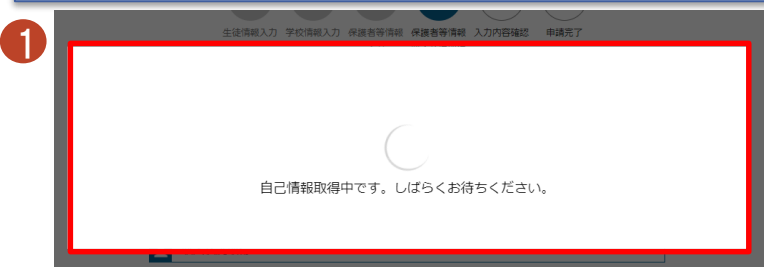 1
生徒情報入力 学校情報入力 保護者等情報 保護者等情報 入力内容確認 申請完了
自己情報取得中です。しばらくお待ちください。